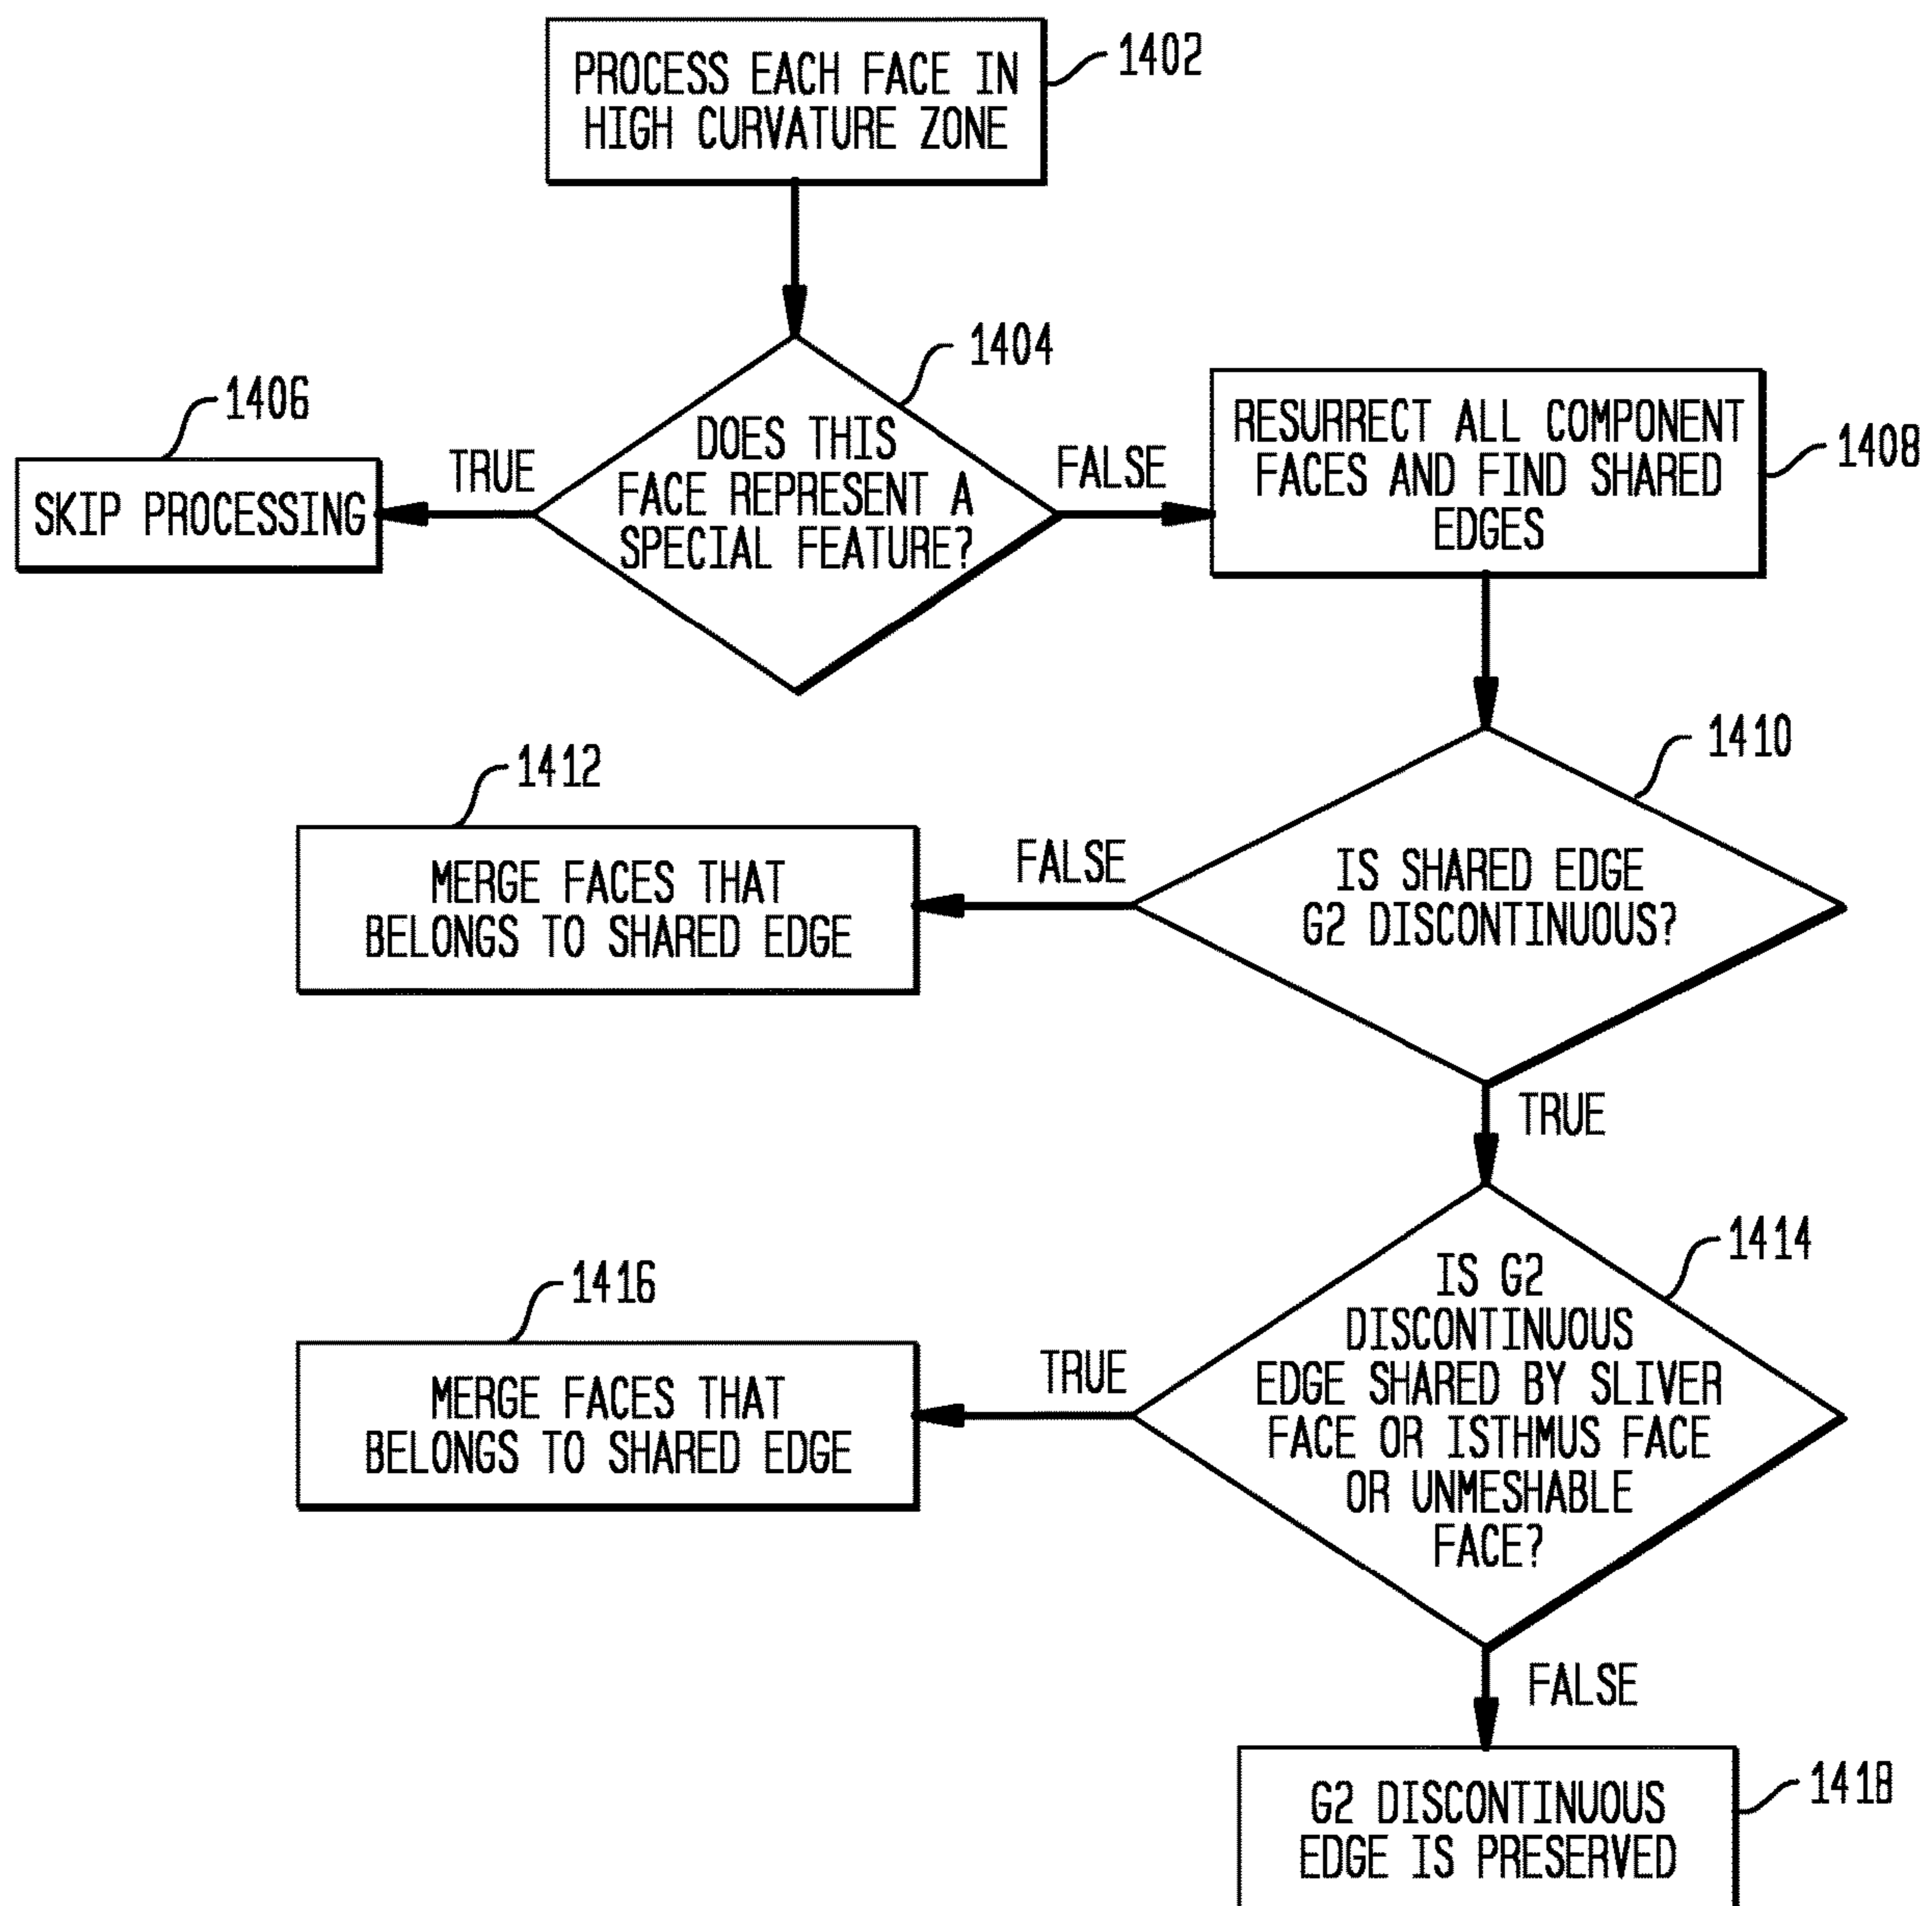 PROCESS EACH FACE IN
HIGH CURVATURE ZONE
1402
1404
DOES THIS
FACE REPRESENT A
SPECIAL FEATURE?
TRUE
1406
SKIP PROCESSING
FALSE
RESURRECT ALL COMPONENT
FACES AND FIND SHARED
EDGES
1408
1410
IS SHARED EDGE
G2 DISCONTINUOUS?
FALSE
1412
MERGE FACES THAT
BELONGS TO SHARED EDGE
TRUE
1414
IS G2
DISCONTINUOUS
EDGE SHARED BY SLIVER
FACE OR ISTHMUS FACE
OR UNMESHABLE
FACE?
TRUE
1416
MERGE FACES THAT
BELONGS TO SHARED EDGE
FALSE
G2 DISCONTINUOUS
EDGE IS PRESERVED
1418